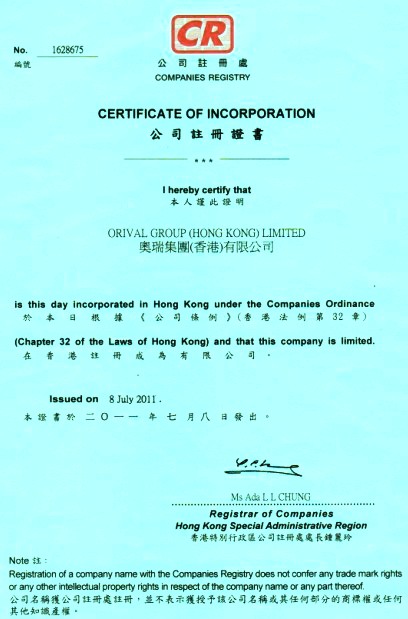 CR
公司註冊處
COMPANIES REGISTRY
No. 1628675
編號
CERTIFICATE OF INCORPORATION
公司註冊證書
***
I hereby certify that
本人謹此證明
ORIVAL GROUP (HONG KONG) LIMITED
奧瑞集團(香港)有限公司
is this day incorporated in Hong Kong under the Companies Ordinance
於本日根據《公司條例》(香港法例第32章)
(Chapter 32 of the Laws of Hong Kong) and that this company is limited.
在香港註冊成為有限公司。
Issued on 8 July 2011.
本證書於二〇一一年七月八日發出。
Ms Ada L L CHUNG
Registrar of Companies
Hong Kong Special Administrative Region
香港特別行政區公司註冊處處長鍾麗玲
Note 註:
Registration of a company name with the Companies Registry does not confer any trade mark rights
or any other intellectual property rights in respect of the company name or any part thereof.
公司名稱獲公司註冊處註冊,並不表示獲授予該公司名稱或其任何部分的商標權或任何
其他知識產權。